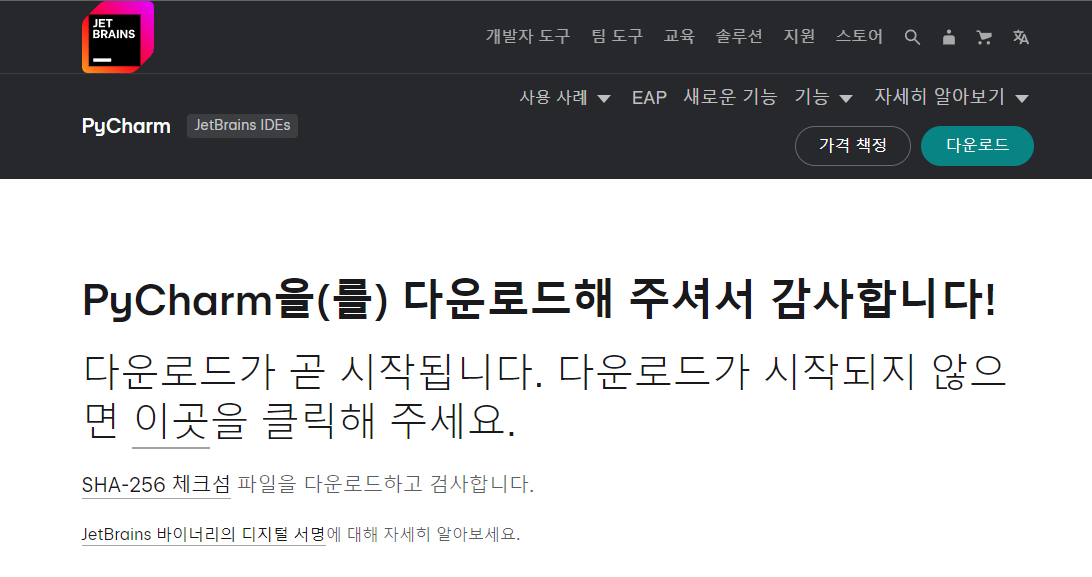 JET
BRAINS
개발자 도구 팀 도구 교육 솔루션 지원 스토어
사용 사례 EAP 새로운 기능 기능 자세히 알아보기
PyCharm JetBrains IDEs
가격 책정 다운로드
PyCharm을(를) 다운로드해 주셔서 감사합니다!
다운로드가 곧 시작됩니다. 다운로드가 시작되지 않으
면 이곳을 클릭해 주세요.
SHA-256 체크섬 파일을 다운로드하고 검사합니다.
JetBrains 바이너리의 디지털 서명에 대해 자세히 알아보세요.